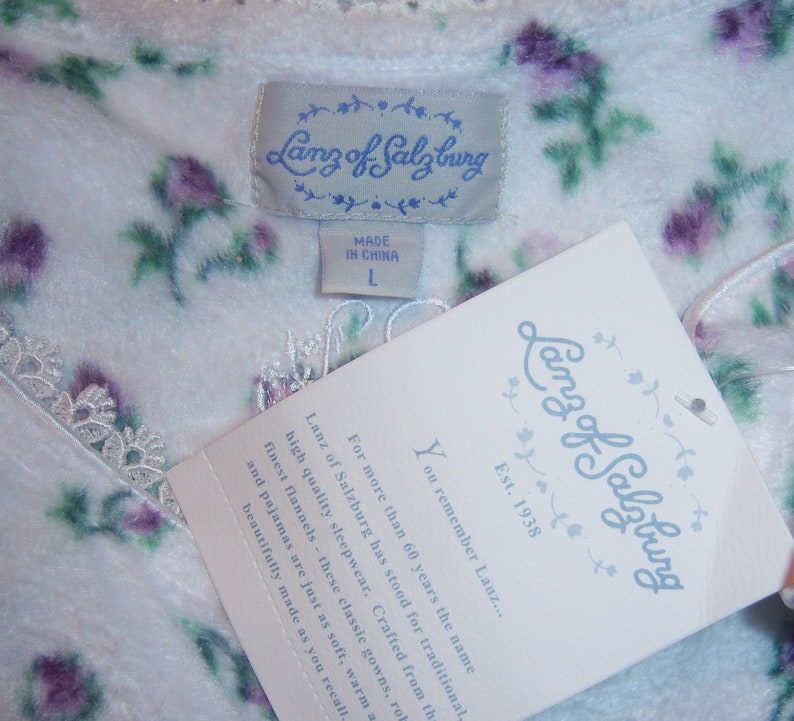 Lanz of Salzburg
MADE
IN CHINA
L
Lanz of Salzburg
Est. 1938
You remember Lanz...
For more than 60 years the name
Lanz of Salzburg has stood for traditional,
high quality sleepwear. Crafted from the
finest flannels - these classic gowns,
and pajamas are just as soft, warm
beautifully made as you recall.